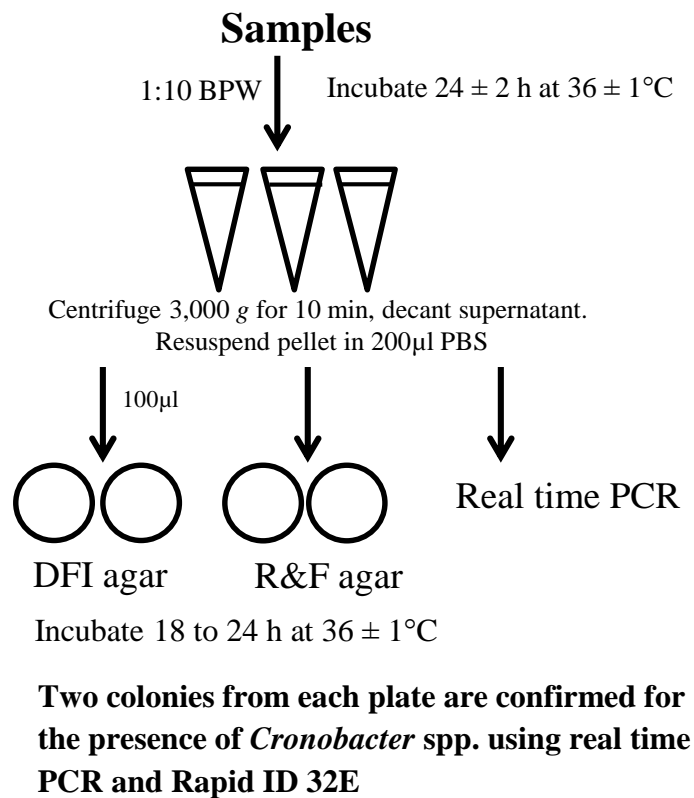 Samples
1:10 BPW
Incubate 24 ± 2 h at 36 ± 1°C
Centrifuge 3,000 g for 10 min, decant supernatant.
Resuspend pellet in 200µl PBS
100µl
Real time PCR
DFI agar
R&F agar
Incubate 18 to 24 h at 36 ± 1°C
Two colonies from each plate are confirmed for
the presence of Cronobacter spp. using real time
PCR and Rapid ID 32E